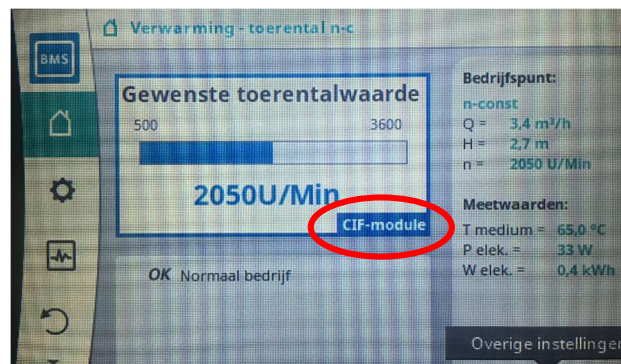 BMS
Verwarming - toerental n-c
Gewenste toerentalwaarde
500 3600
2050U/Min
CIF-module
OK Normaal bedrijf
Bedrijfspunt:
n-const
Q = 3,4 m³/h
H = 2,7 m
n = 2050 U/Min
Meetwaarden:
T medium = 65,0 °C
P elek. = 33 W
W elek. = 0,4 kWh
Overige instellingen